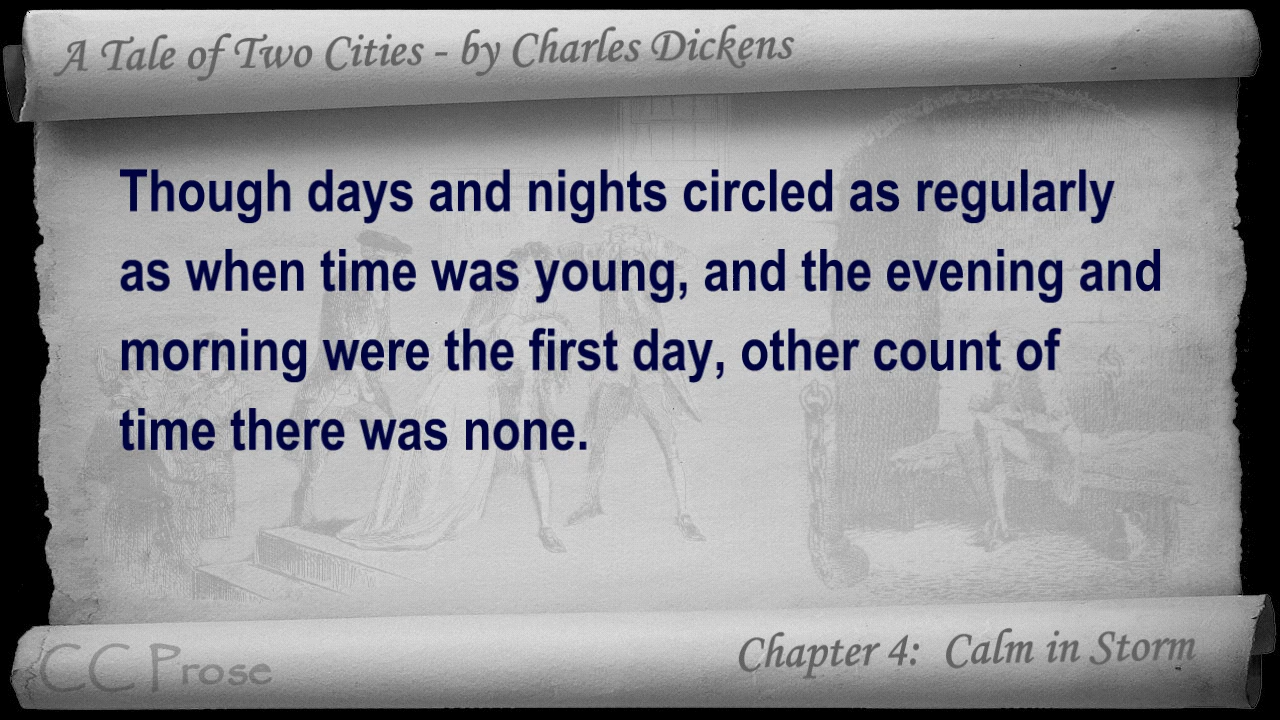 A Tale of Two Cities - by Charles Dickens
Though days and nights circled as regularly
as when time was young, and the evening and
morning were the first day, other count of
time there was none.
CC Prose
Chapter 4: Calm in Storm